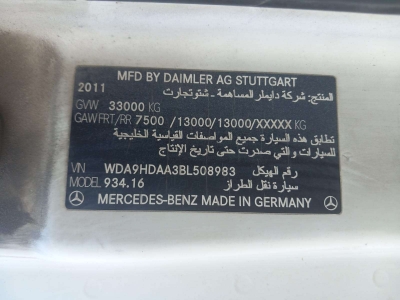 MFD BY DAIMLER AG STUTTGART
2011 المنتج: شركة دايملر المساهمة - شتوتجارت
GVW 33000 KG
GAWFRT/RR 7500 /13000/13000/XXXXX KG
تطابق هذه السيارة جميع المواصفات القياسية الخليجية
للسيارات والتي صدرت حتى تاريخ الإنتاج
VIN WDA9HDAA3BL508983 رقم الهيكل
MODEL 934.16 سيارة نقل الطراز
MERCEDES-BENZ MADE IN GERMANY